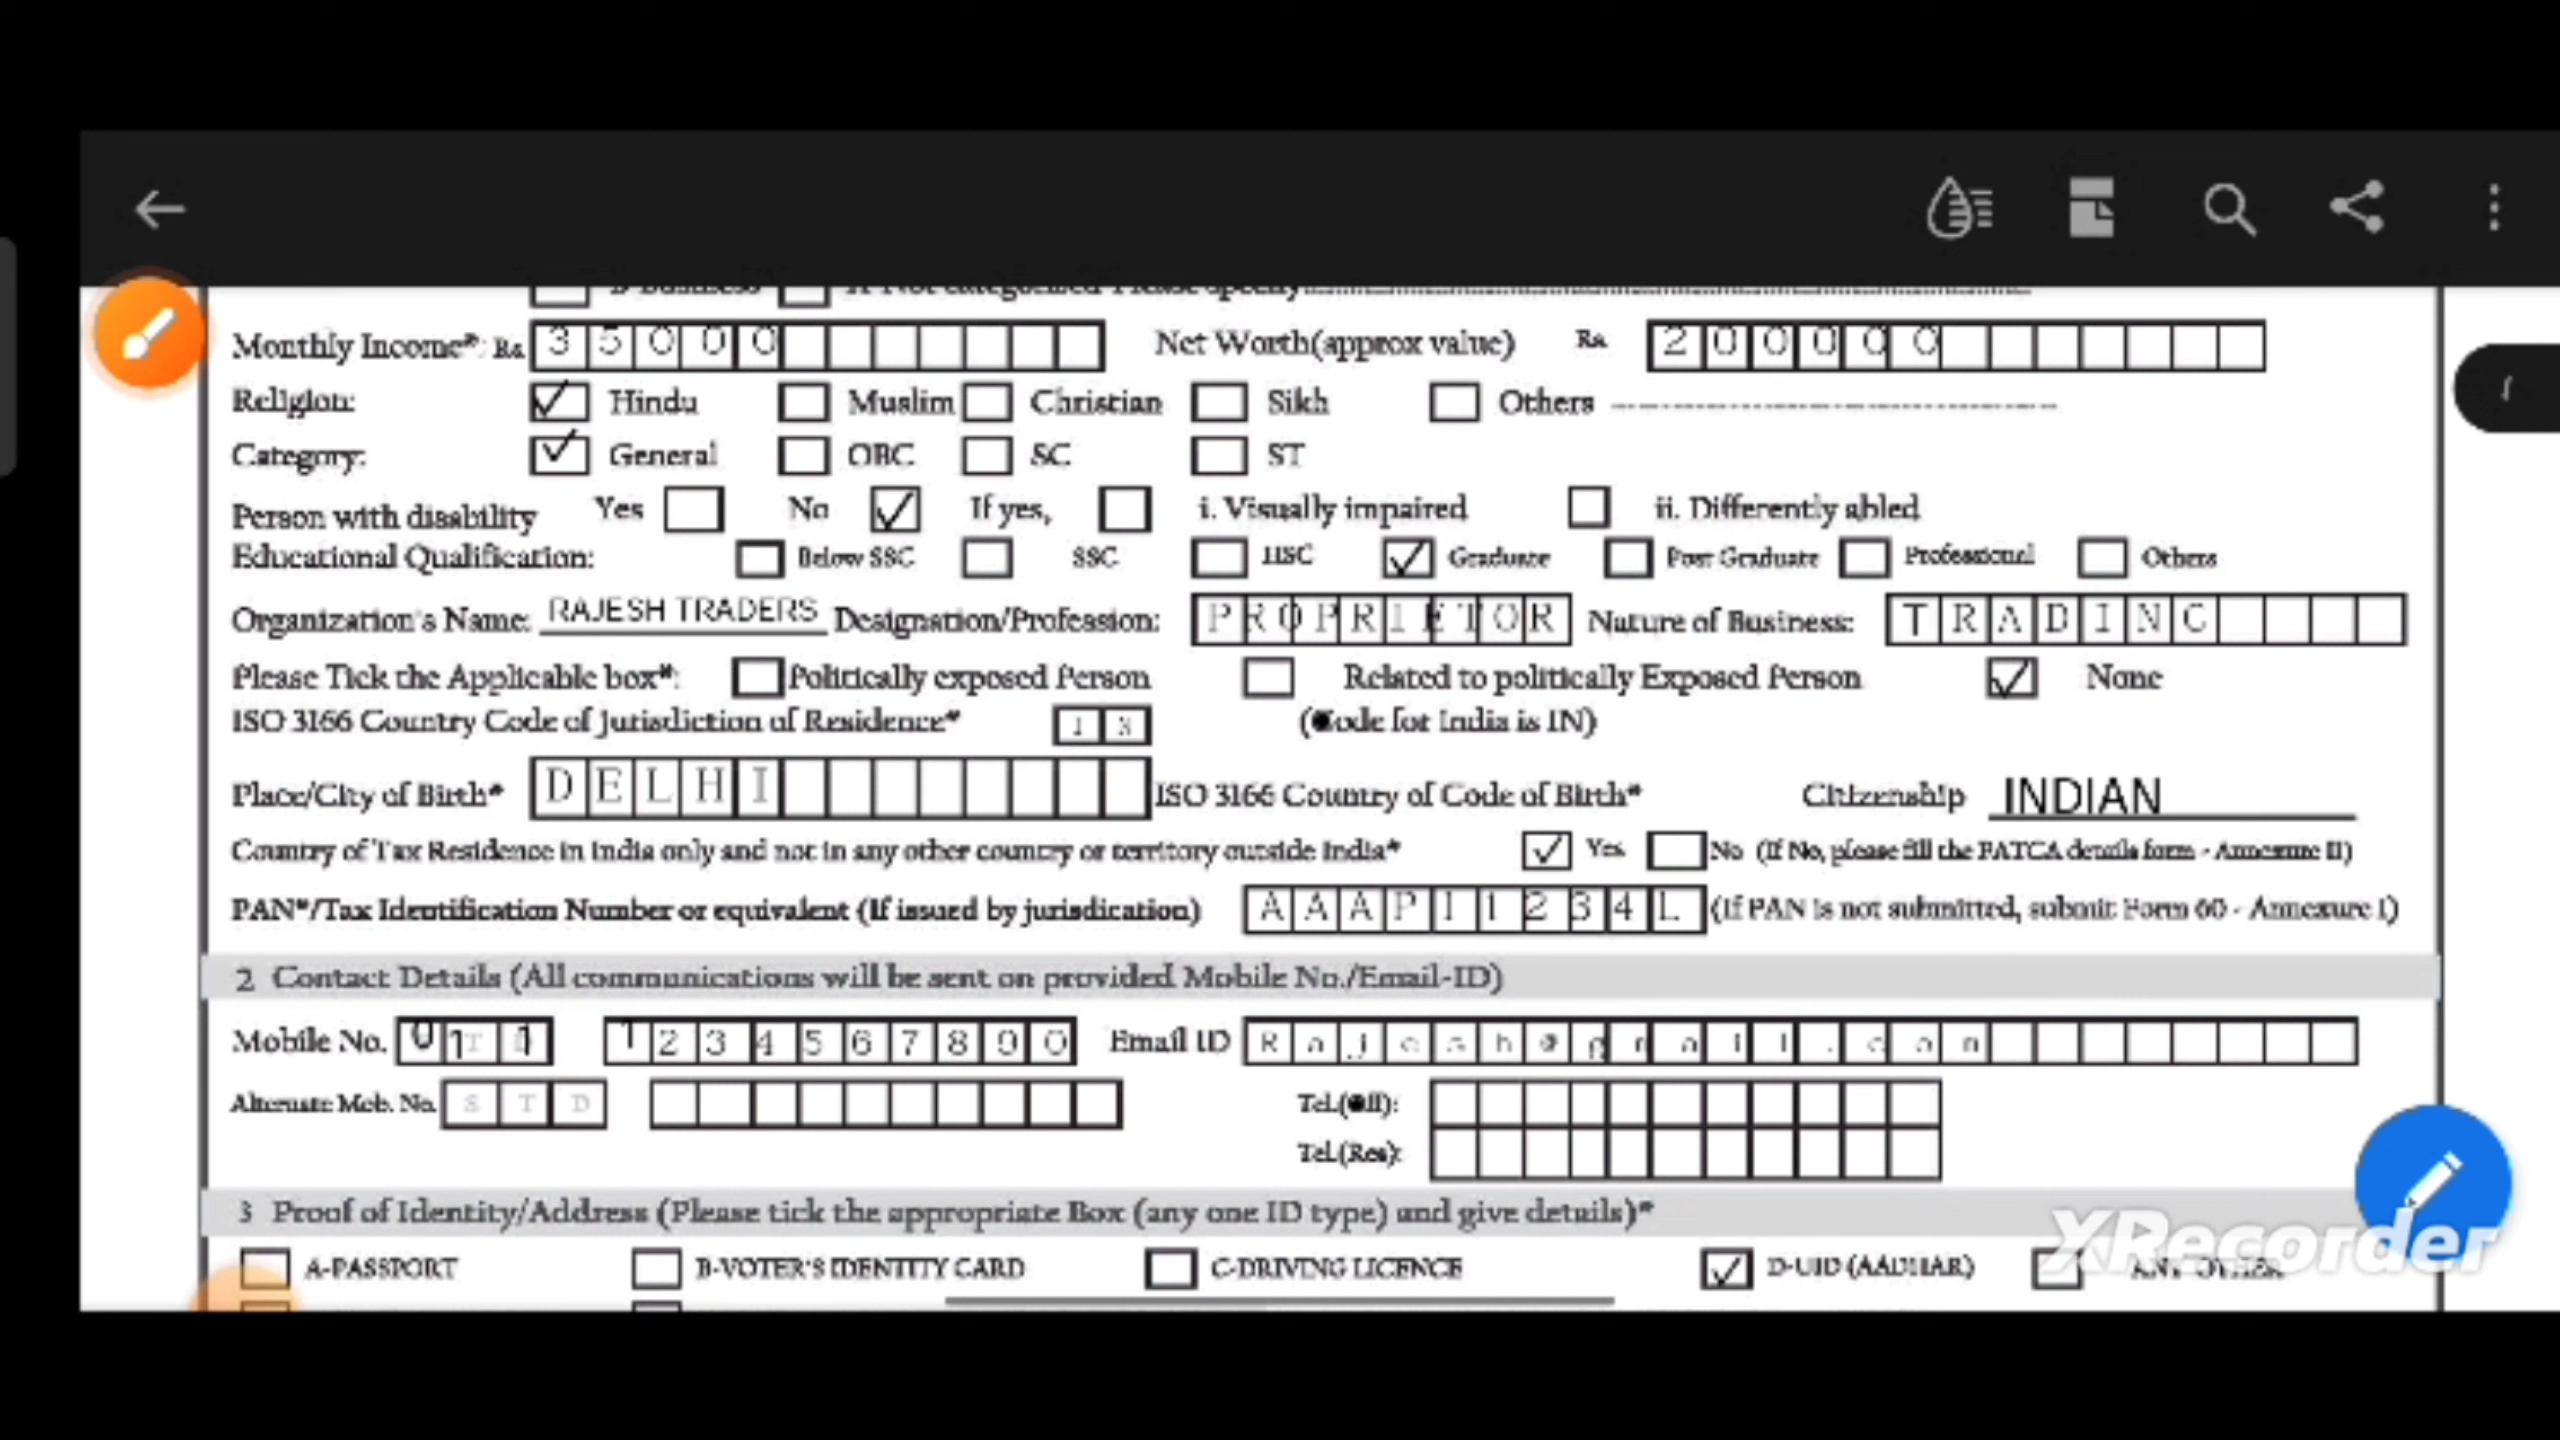 Monthly Income*: Rs 35000 Net Worth(approx value) Rs 200000
Religion: Hindu Muslim Christian Sikh Others
Category: General OBC SC ST
Person with disability Yes No If yes, i. Visually impaired ii. Differently abled
Educational Qualification: Below SSC SSC HSC Graduate Post Graduate Professional Others
Organization's Name: RAJESH TRADERS Designation/Profession: PROPRIETOR Nature of Business: TRADING
Please Tick the Applicable box*: Politically exposed Person Related to politically Exposed Person None
ISO 3166 Country Code of Jurisdiction of Residence* (Code for India is IN)
Place/City of Birth* DELHI ISO 3166 Country of Code of Birth* Citizenship INDIAN
Country of Tax Residence in India only and not in any other country or territory outside India* Yes No (If No, please fill the FATCA details form - Annexure II)
PAN*/Tax Identification Number or equivalent (If issued by jurisdication) AAAPI1234L (If PAN is not submitted, submit Form 60 - Annexure I)
2 Contact Details (All communications will be sent on provided Mobile No./Email-ID)
Mobile No. 1234567890 Email ID Rajesh@gmail.com
Alternate Mob. No. STD Tel.(Off):
Tel.(Res):
3 Proof of Identity/Address (Please tick the appropriate Box (any one ID type) and give details)*
A-PASSPORT B-VOTER'S IDENTITY CARD C-DRIVING LICENCE D-UID (AADHAR) ANY OTHER
XRecorder